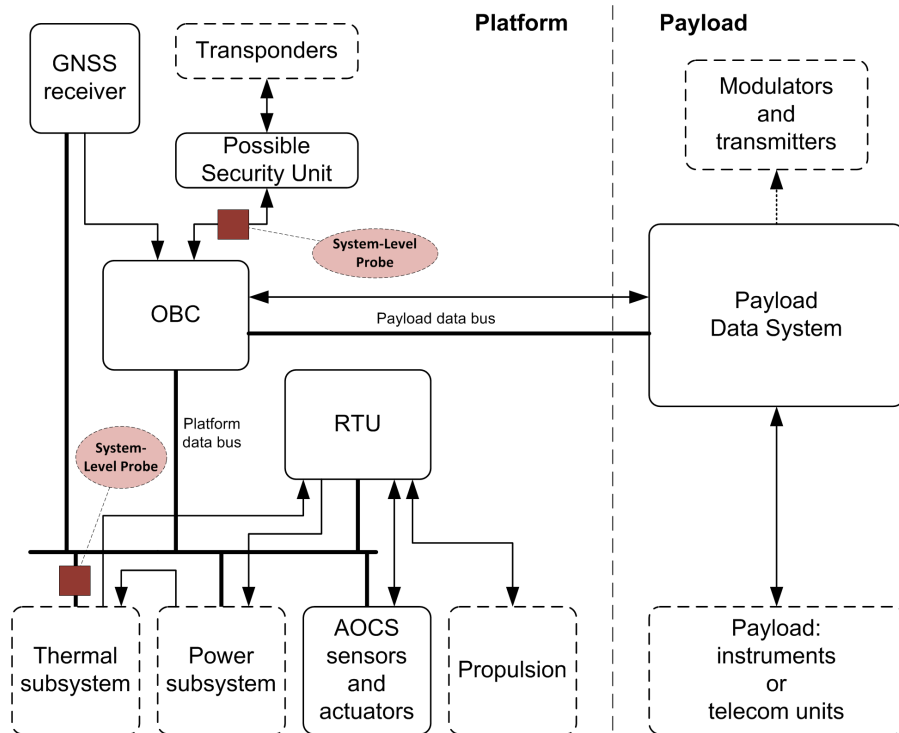 Platform
Payload
GNSS
receiver
Transponders
Modulators
and
transmitters
Possible
Security Unit
System-Level
Probe
OBC
Payload data bus
Payload
Data System
RTU
Platform
data bus
System-
Level Probe
Thermal
subsystem
Power
subsystem
AOCS
sensors
and
actuators
Propulsion
Payload:
instruments
or
telecom units